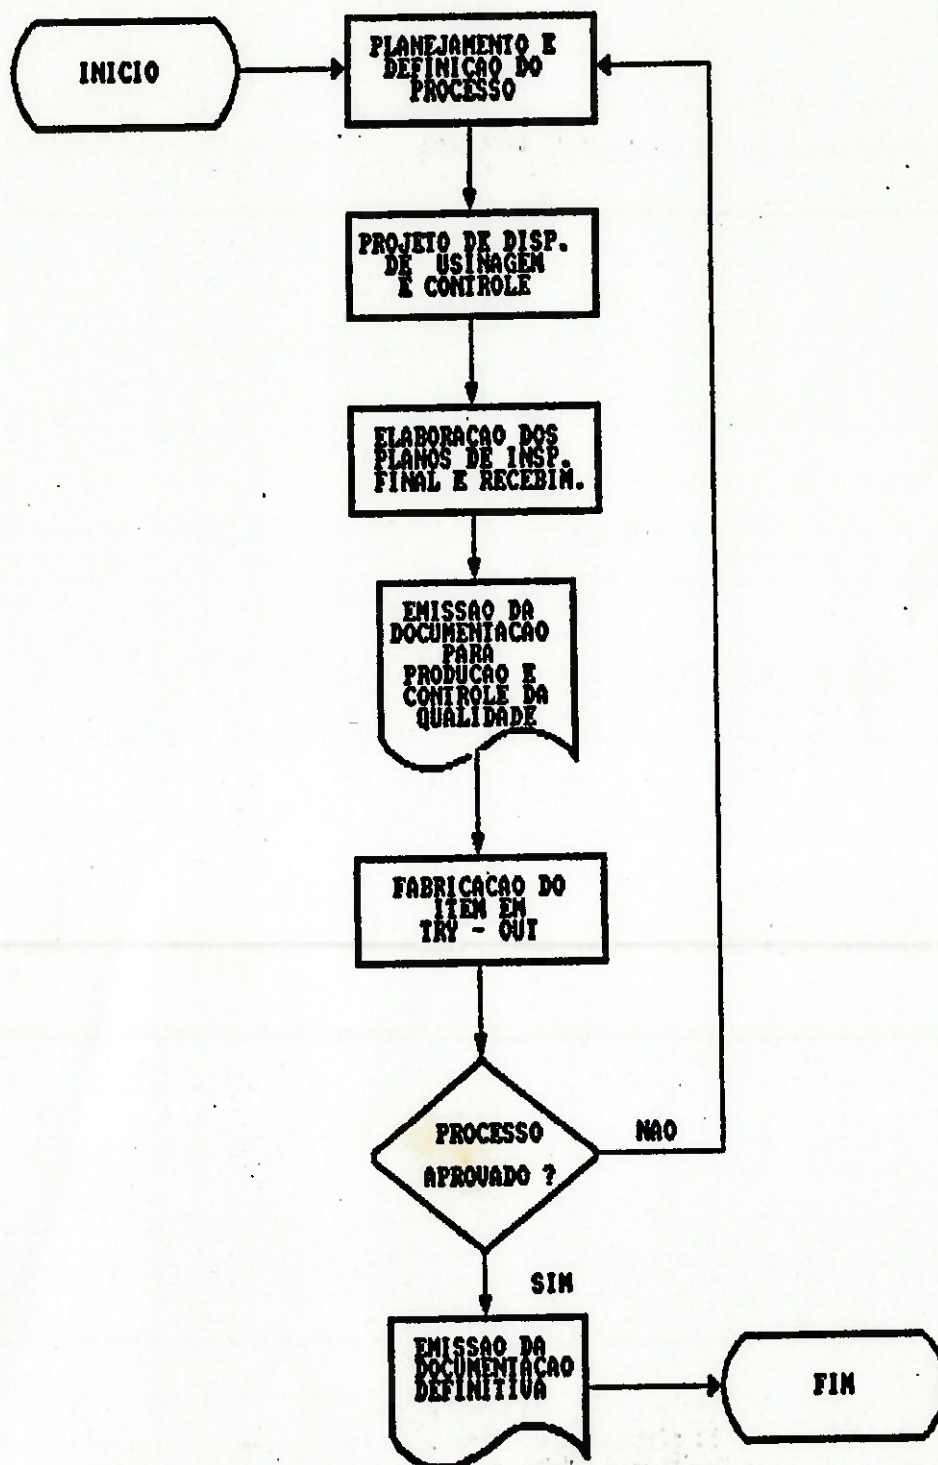 INICIO
PLANEJAMENTO E
DEFINICAO DO
PROCESSO
PROJETO DE DISP.
DE USINAGEM
E CONTROLE
ELABORACAO DOS
PLANOS DE INSP.
FINAL E RECEBIM.
EMISSAO DA
DOCUMENTACAO
PARA
PRODUCAO E
CONTROLE DA
QUALIDADE
FABRICACAO DO
ITEM EM
TRY - OUT
PROCESSO
APROVADO ?
NAO
SIM
EMISSAO DA
DOCUMENTACAO
DEFINITIVA
FIM